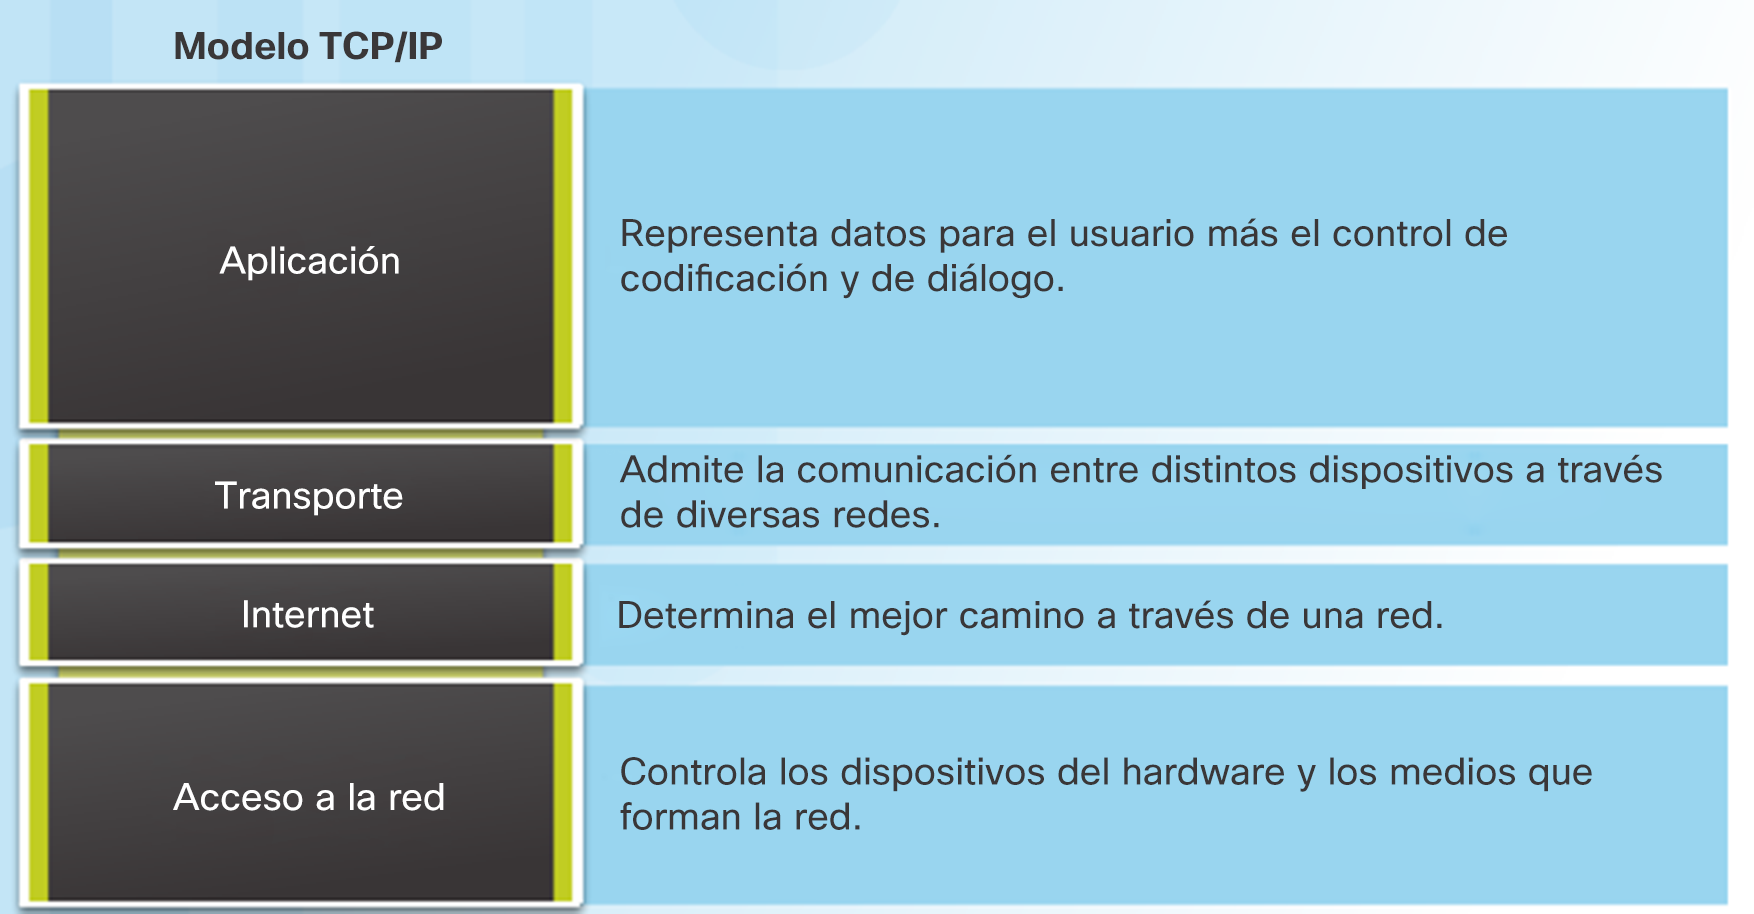 Modelo TCP/IP
Aplicación
Representa datos para el usuario más el control de
codificación y de diálogo.
Transporte
Admite la comunicación entre distintos dispositivos a través
de diversas redes.
Internet
Determina el mejor camino a través de una red.
Acceso a la red
Controla los dispositivos del hardware y los medios que
forman la red.